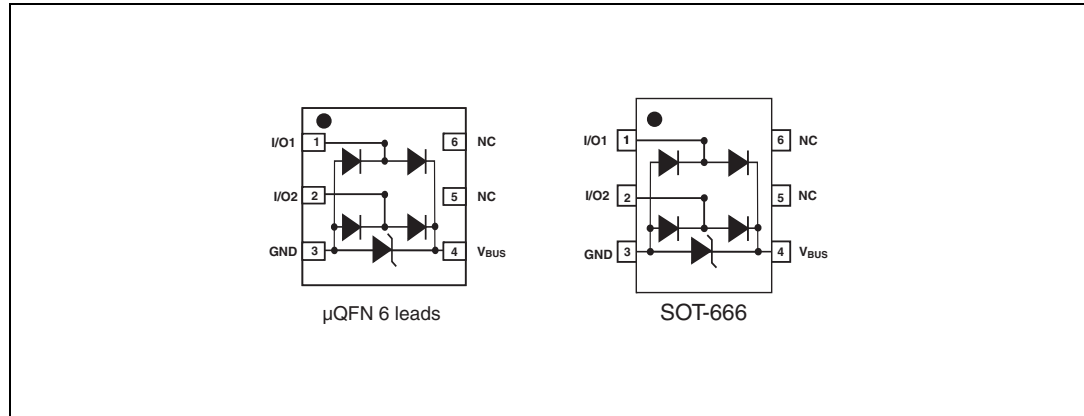 I/O1 1 6 NC
I/O2 2 5 NC
GND 3 4 VBUS
µQFN 6 leads
I/O1 1 6 NC
I/O2 2 5 NC
GND 3 4 VBUS
SOT-666